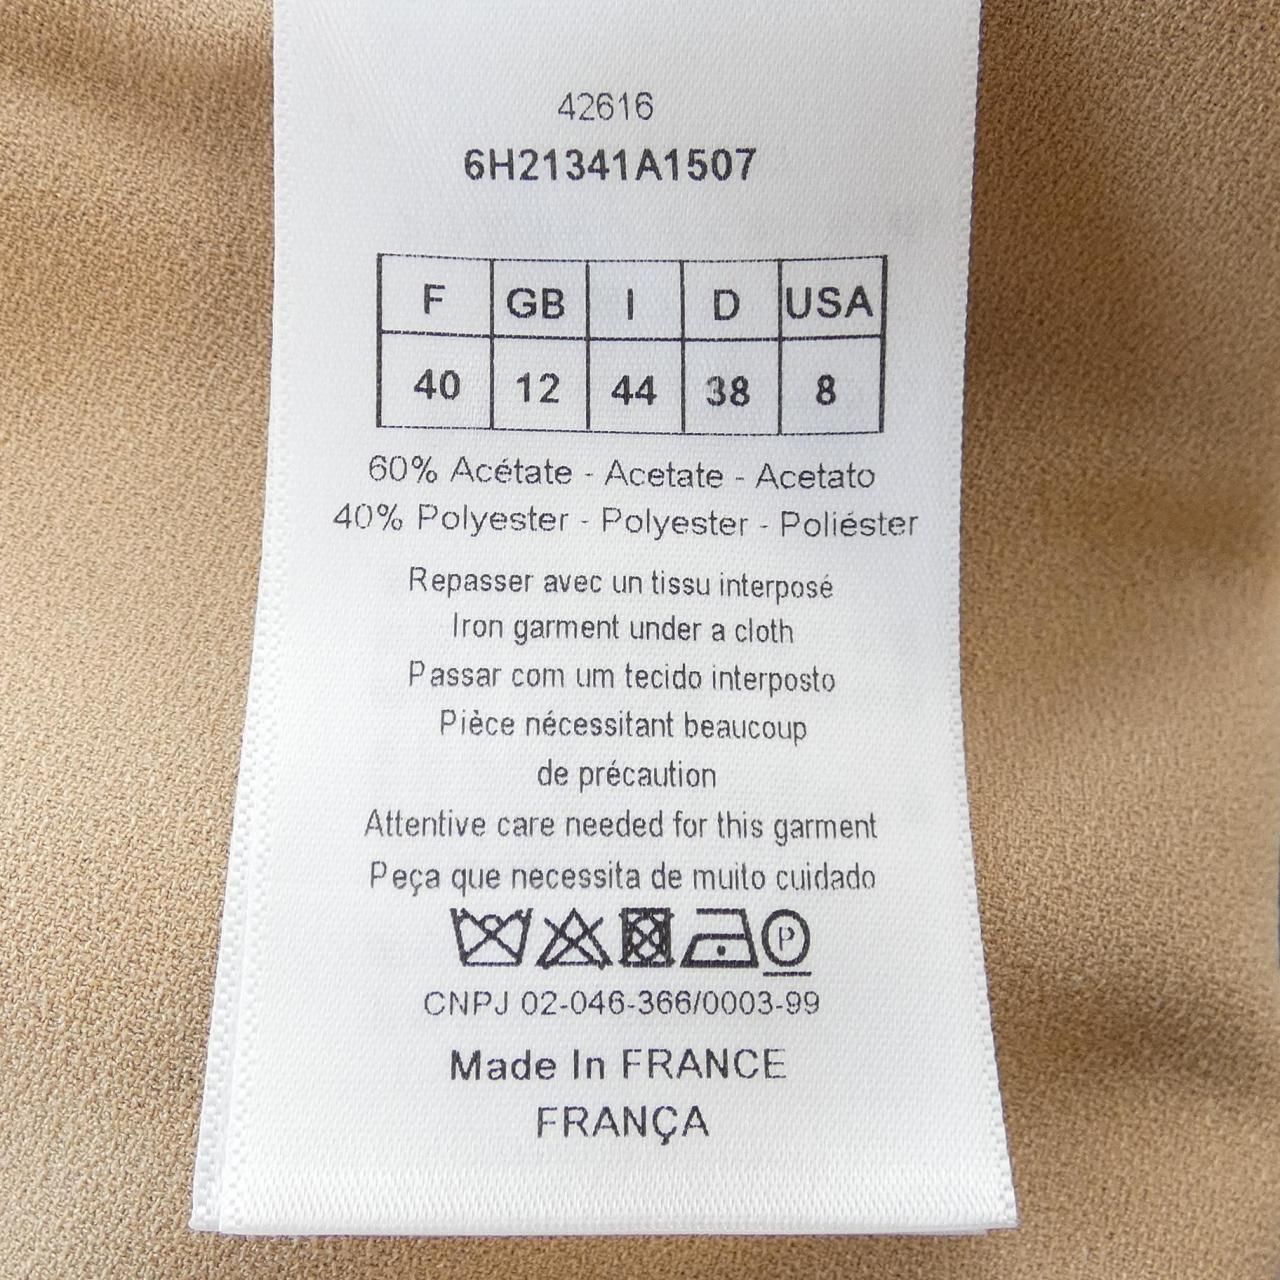 42616
6H21341A1507
F GB I D USA
40 12 44 38 8
60% Acétate - Acetate - Acetato
40% Polyester - Polyester - Poliéster
Repasser avec un tissu interposé
Iron garment under a cloth
Passar com um tecido interposto
Pièce nécessitant beaucoup
de précaution
Attentive care needed for this garment
Peça que necessita de muito cuidado
P
CNPJ 02-046-366/0003-99
Made In FRANCE
FRANÇA